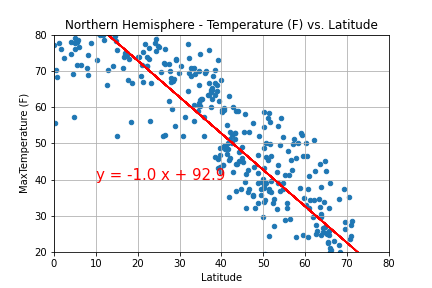 Northern Hemisphere - Temperature (F) vs. Latitude
MaxTemperature (F)
80
70
60
50
40
30
20
y = -1.0 x + 92.9
0 10 20 30 40 50 60 70 80
Latitude